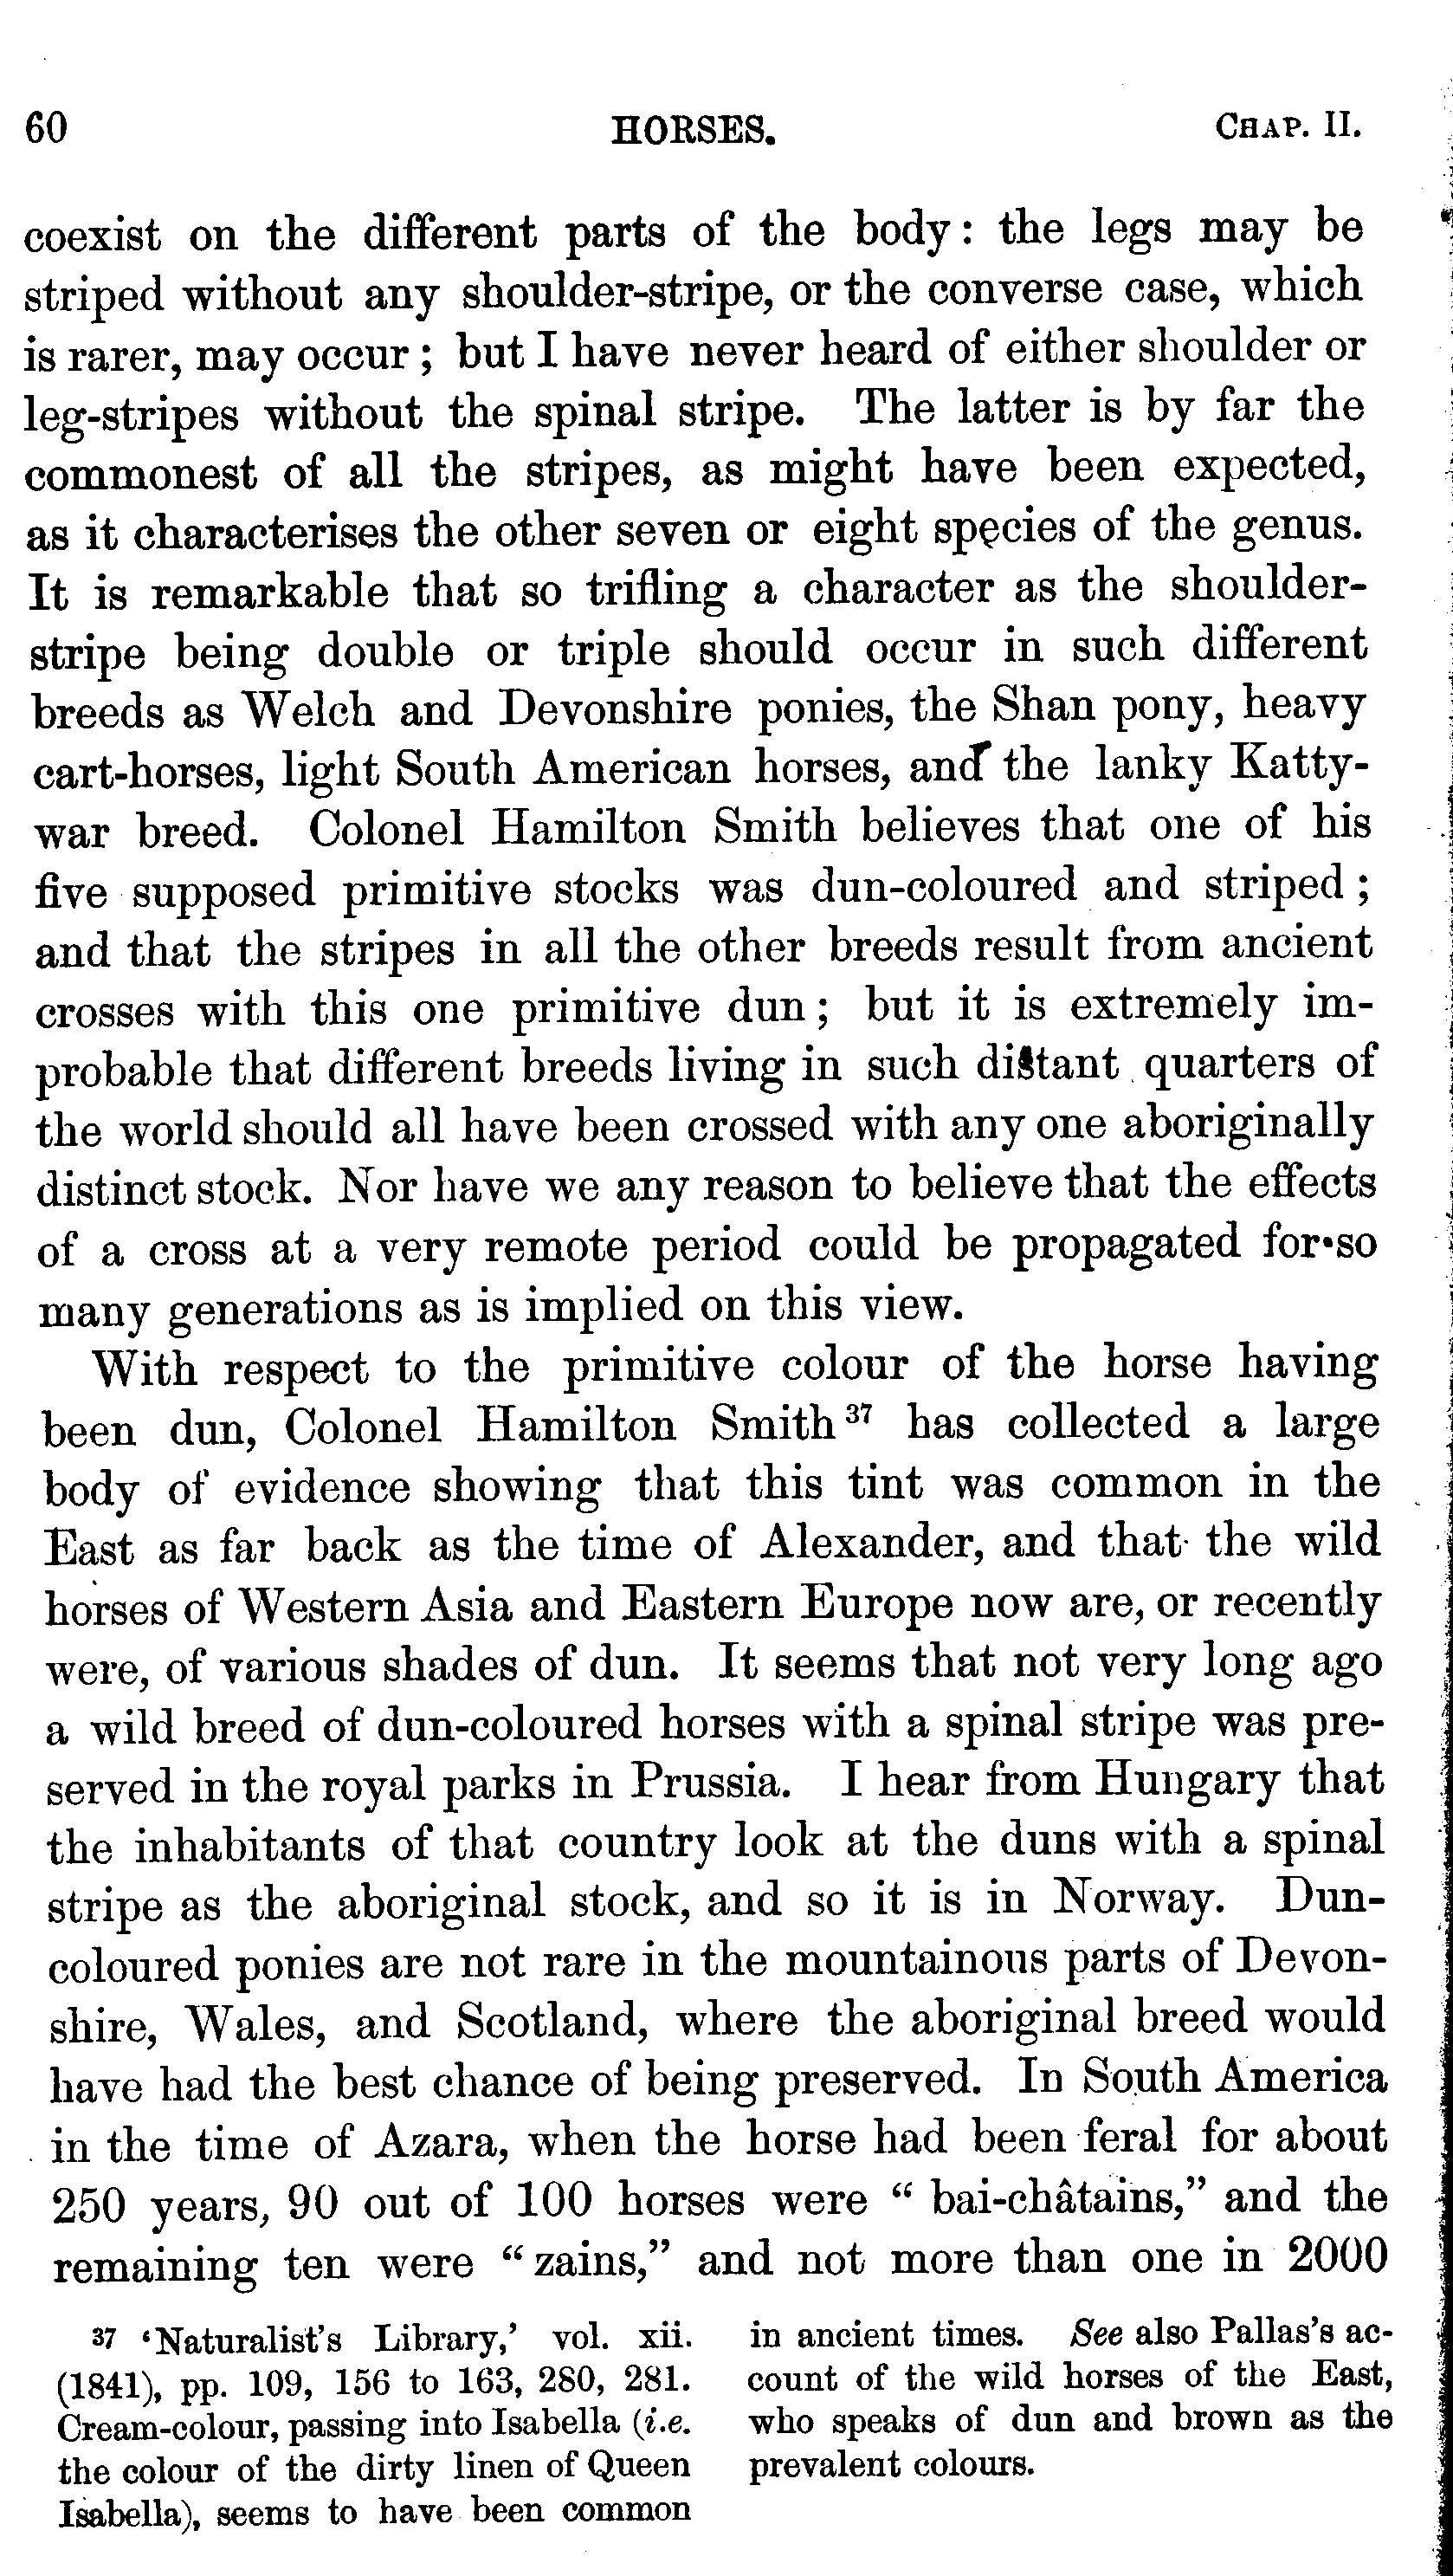 60 HORSES. CHAP. II.
coexist on the different parts of the body: the legs may be
striped without any shoulder-stripe, or the converse case, which
is rarer, may occur; but I have never heard of either shoulder or
leg-stripes without the spinal stripe. The latter is by far the
commonest of all the stripes, as might have been expected,
as it characterises the other seven or eight species of the genus.
It is remarkable that so trifling a character as the shoulder-
stripe being double or triple should occur in such different
breeds as Welch and Devonshire ponies, the Shan pony, heavy
cart-horses, light South American horses, and the lanky Katty-
war breed. Colonel Hamilton Smith believes that one of his
five supposed primitive stocks was dun-coloured and striped;
and that the stripes in all the other breeds result from ancient
crosses with this one primitive dun; but it is extremely im-
probable that different breeds living in such distant quarters of
the world should all have been crossed with any one aboriginally
distinct stock. Nor have we any reason to believe that the effects
of a cross at a very remote period could be propagated for so
many generations as is implied on this view.
With respect to the primitive colour of the horse having
been dun, Colonel Hamilton Smith 37 has collected a large
body of evidence showing that this tint was common in the
East as far back as the time of Alexander, and that the wild
horses of Western Asia and Eastern Europe now are, or recently
were, of various shades of dun. It seems that not very long ago
a wild breed of dun-coloured horses with a spinal stripe was pre-
served in the royal parks in Prussia. I hear from Hungary that
the inhabitants of that country look at the duns with a spinal
stripe as the aboriginal stock, and so it is in Norway. Dun-
coloured ponies are not rare in the mountainous parts of Devon-
shire, Wales, and Scotland, where the aboriginal breed would
have had the best chance of being preserved. In South America
in the time of Azara, when the horse had been feral for about
250 years, 90 out of 100 horses were “bai-châtains,” and the
remaining ten were “zains,” and not more than one in 2000
37 ‘Naturalist's Library,’ vol. xii.
(1841), pp. 109, 156 to 163, 280, 281.
Cream-colour, passing into Isabella (i.e.
the colour of the dirty linen of Queen
Isabella), seems to have been common
in ancient times. See also Pallas's ac-
count of the wild horses of the East,
who speaks of dun and brown as the
prevalent colours.